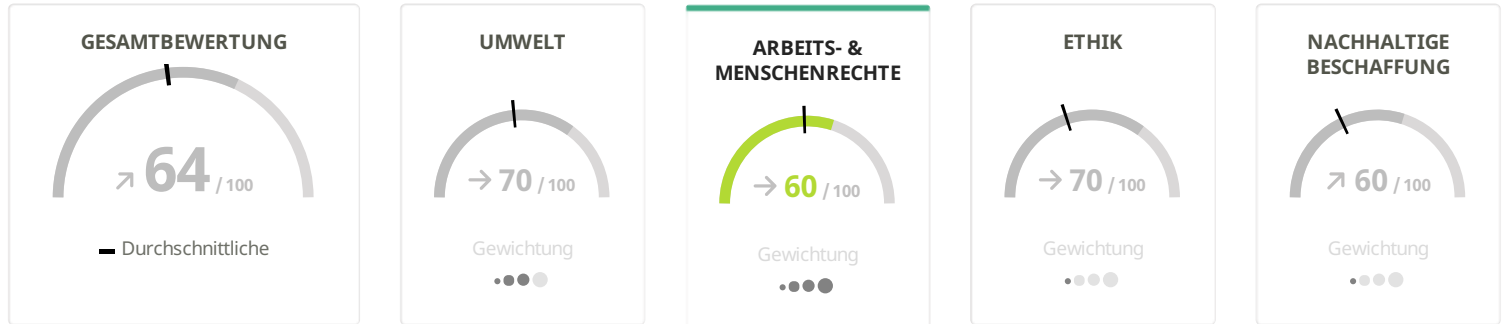 GESAMTBEWERTUNG
64 / 100
Durchschnittliche
UMWELT
70 / 100
Gewichtung
ARBEITS- &
MENSCHENRECHTE
60 / 100
Gewichtung
ETHIK
70 / 100
Gewichtung
NACHHALTIGE
BESCHAFFUNG
60 / 100
Gewichtung